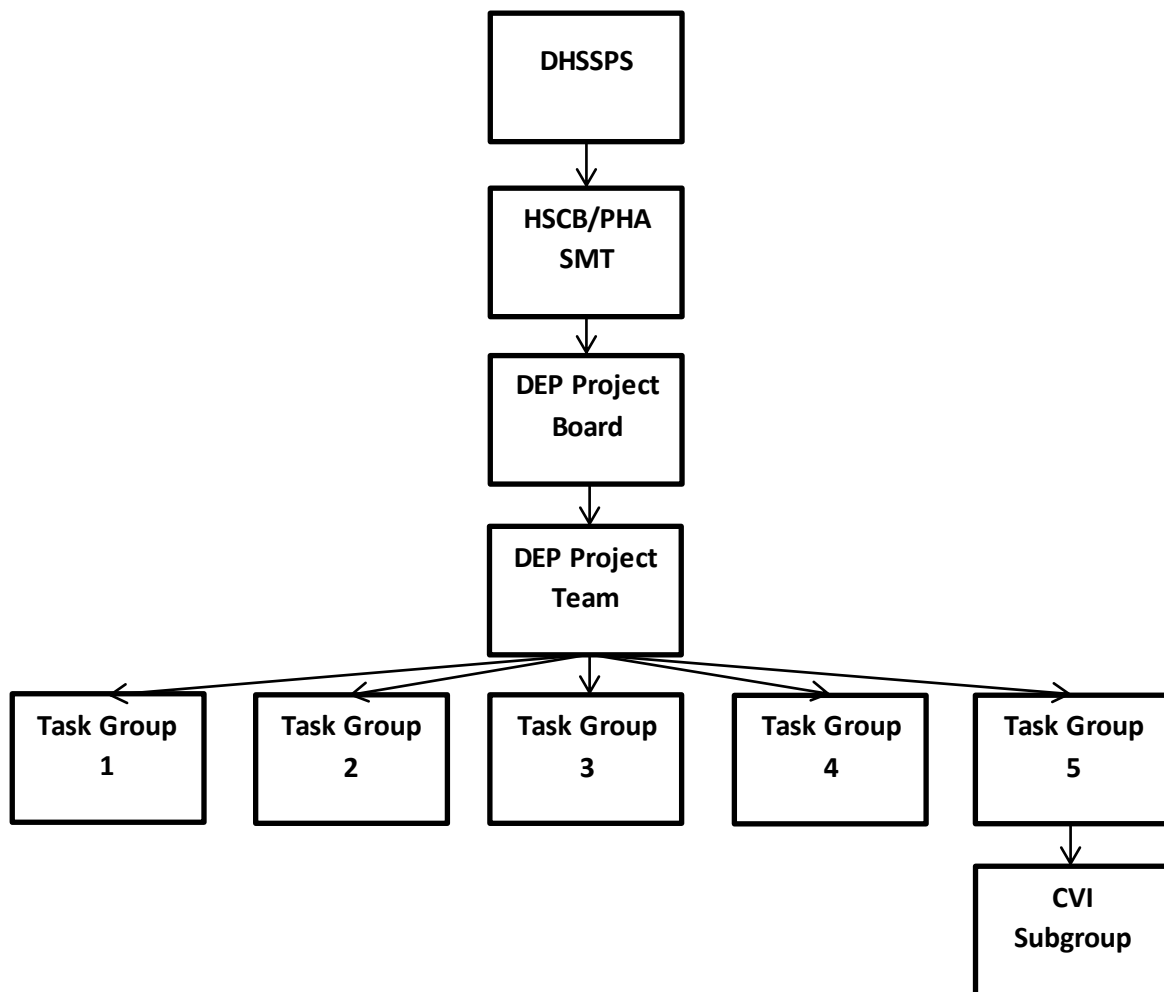 DHSSPS
HSCB/PHA
SMT
DEP Project
Board
DEP Project
Team
Task Group
1
Task Group
2
Task Group
3
Task Group
4
Task Group
5
CVI
Subgroup